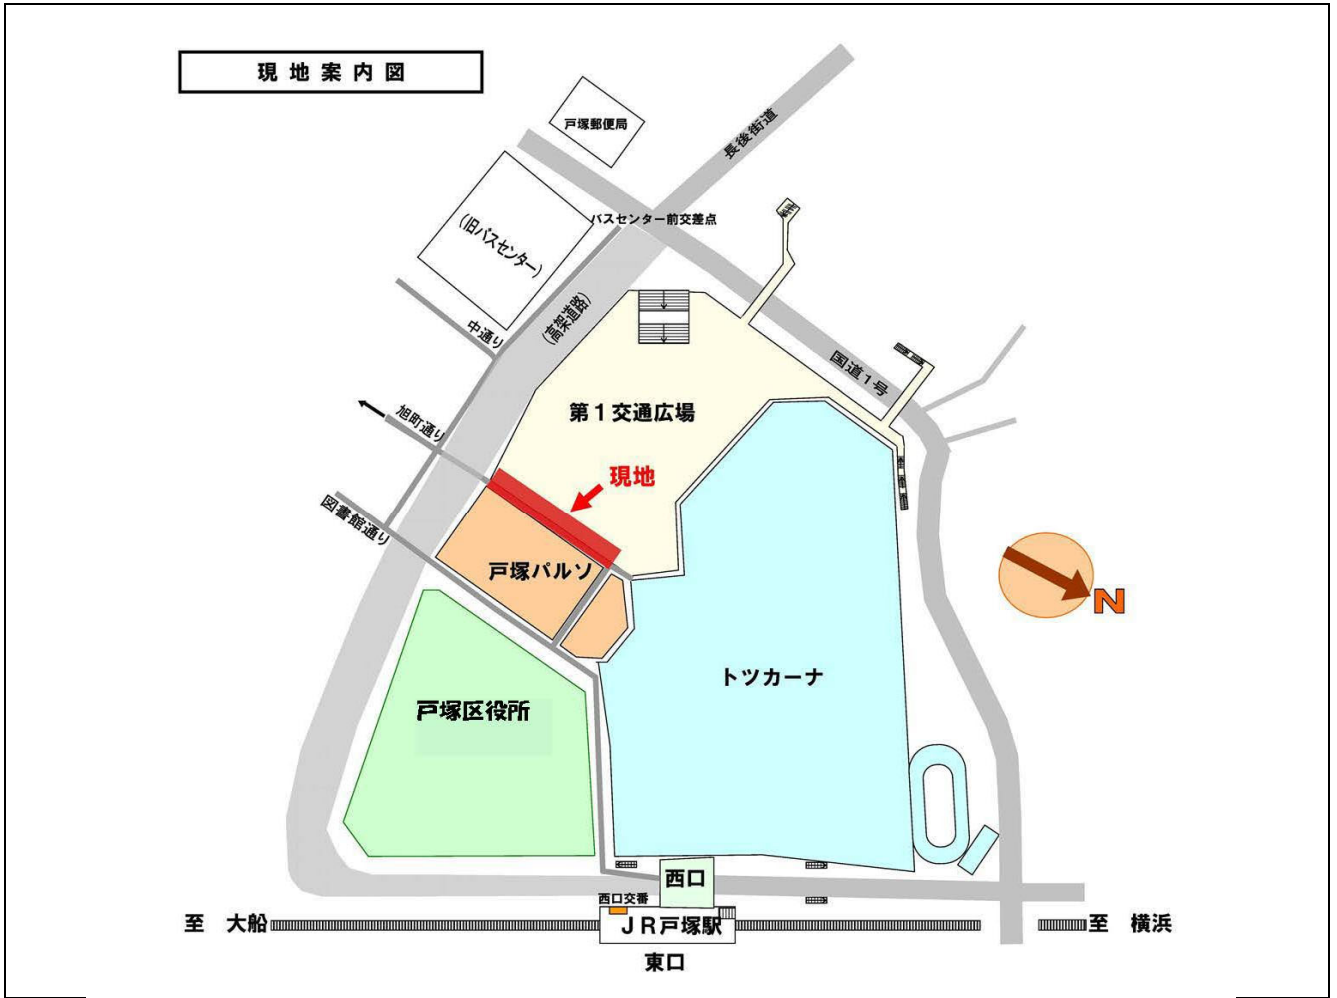 現地案内図
戸塚郵便局
長後街道
バスセンター前交差点
(旧バスセンター)
(高架道路)
中通り
国道1号
第1交通広場
旭町通り
現地
図書館通り
戸塚パルソ
N
トツカーナ
戸塚区役所
西口
西口交番
至 大船
JR戸塚駅
至 横浜
東口